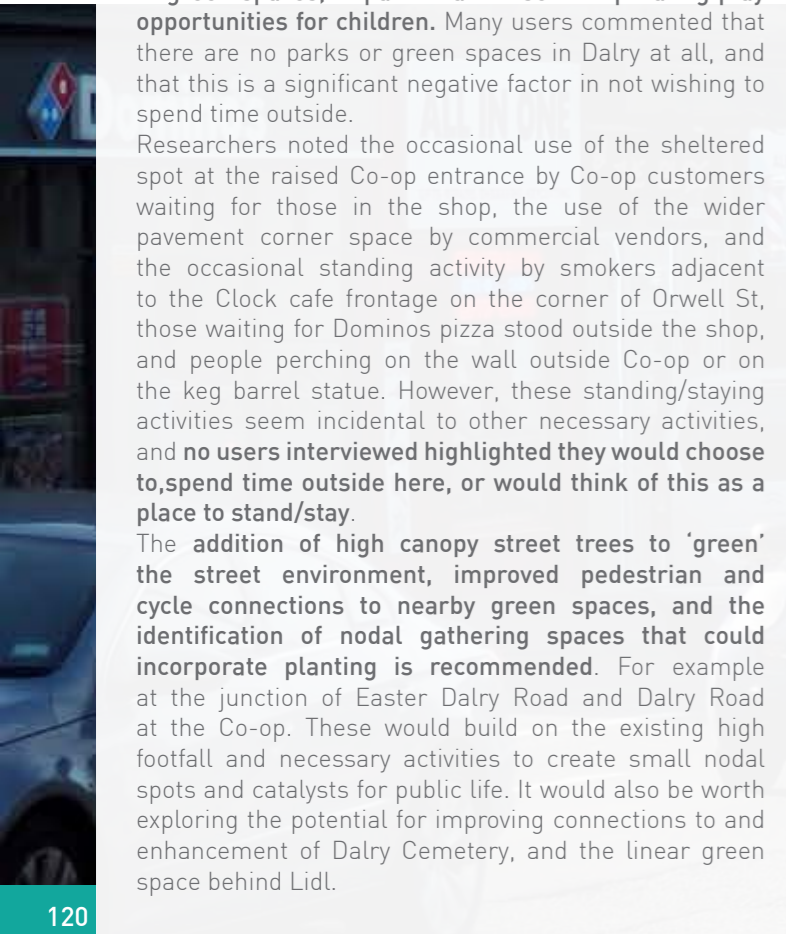 opportunities for children. Many users commented that
there are no parks or green spaces in Dalry at all, and
that this is a significant negative factor in not wishing to
spend time outside.
Researchers noted the occasional use of the sheltered
spot at the raised Co-op entrance by Co-op customers
waiting for those in the shop, the use of the wider
pavement corner space by commercial vendors, and
the occasional standing activity by smokers adjacent
to the Clock cafe frontage on the corner of Orwell St,
those waiting for Dominos pizza stood outside the shop,
and people perching on the wall outside Co-op or on
the keg barrel statue. However, these standing/staying
activities seem incidental to other necessary activities,
and no users interviewed highlighted they would choose
to,spend time outside here, or would think of this as a
place to stand/stay.
The addition of high canopy street trees to ‘green’
the street environment, improved pedestrian and
cycle connections to nearby green spaces, and the
identification of nodal gathering spaces that could
incorporate planting is recommended. For example
at the junction of Easter Dalry Road and Dalry Road
at the Co-op. These would build on the existing high
footfall and necessary activities to create small nodal
spots and catalysts for public life. It would also be worth
exploring the potential for improving connections to and
enhancement of Dalry Cemetery, and the linear green
space behind Lidl.
120
ALL IN ONE